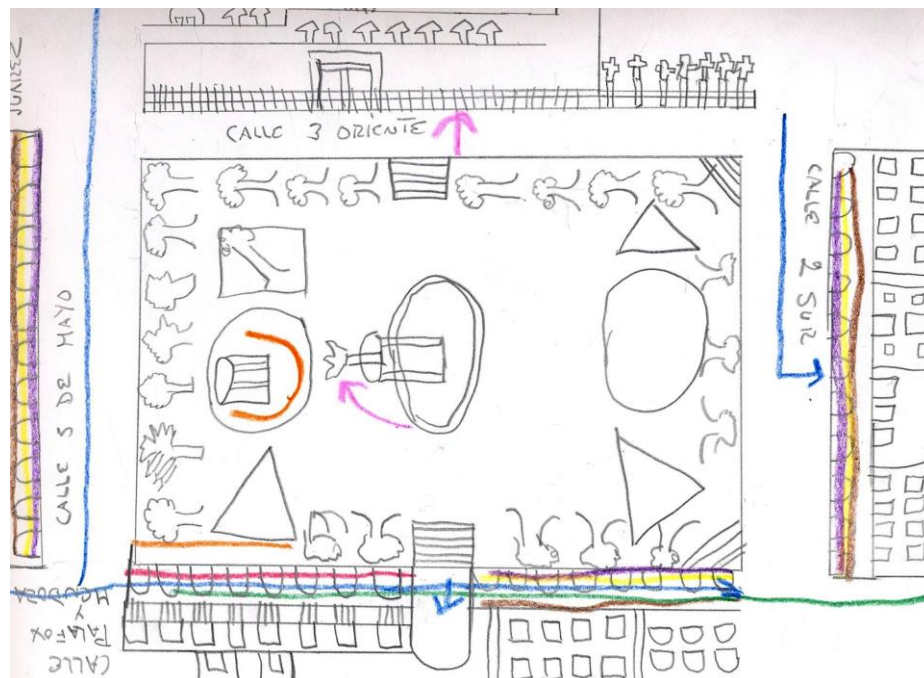 JUAREZ
CALLE 3 ORIENTE
CALLE 5 DE MAYO
CALLE 2 SUR
CALLE
PALAFOX
Y
MENDOZA